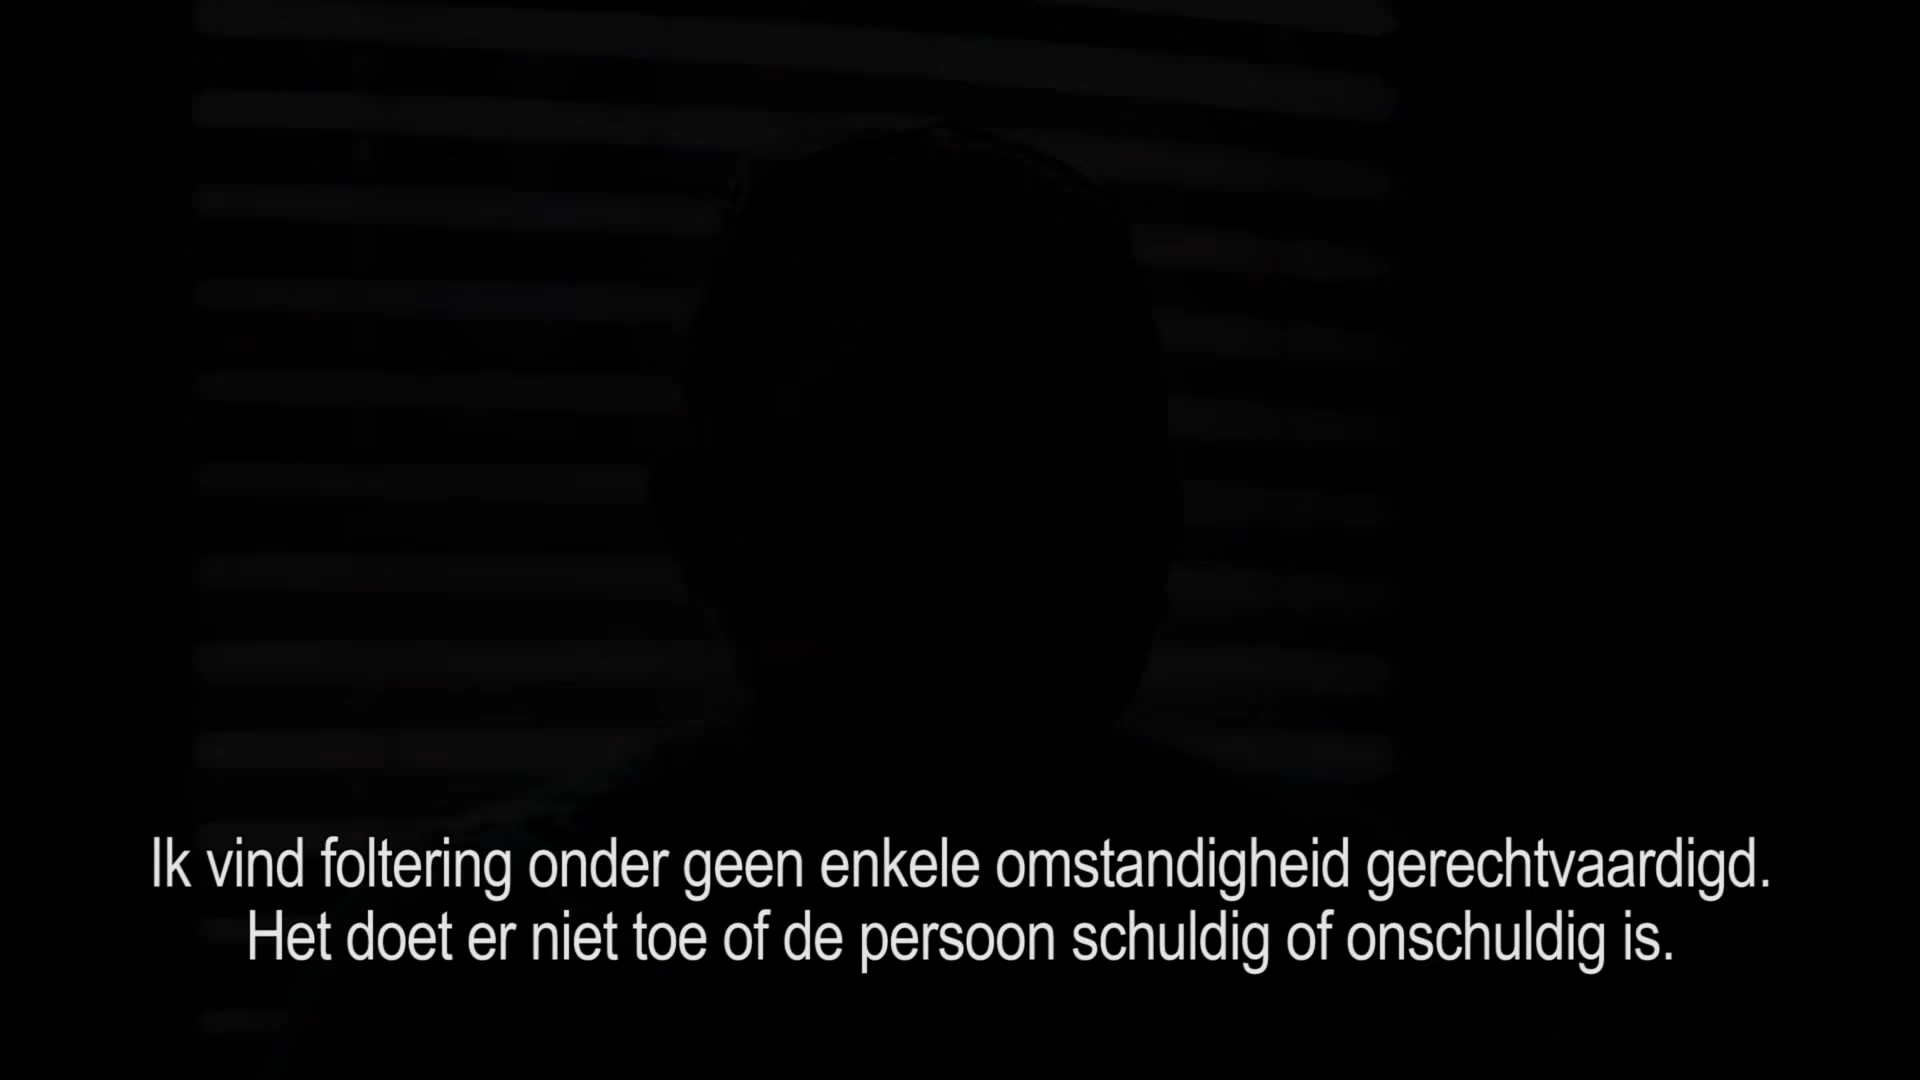 Ik vind foltering onder geen enkele omstandigheid gerechtvaardigd.
Het doet er niet toe of de persoon schuldig of onschuldig is.